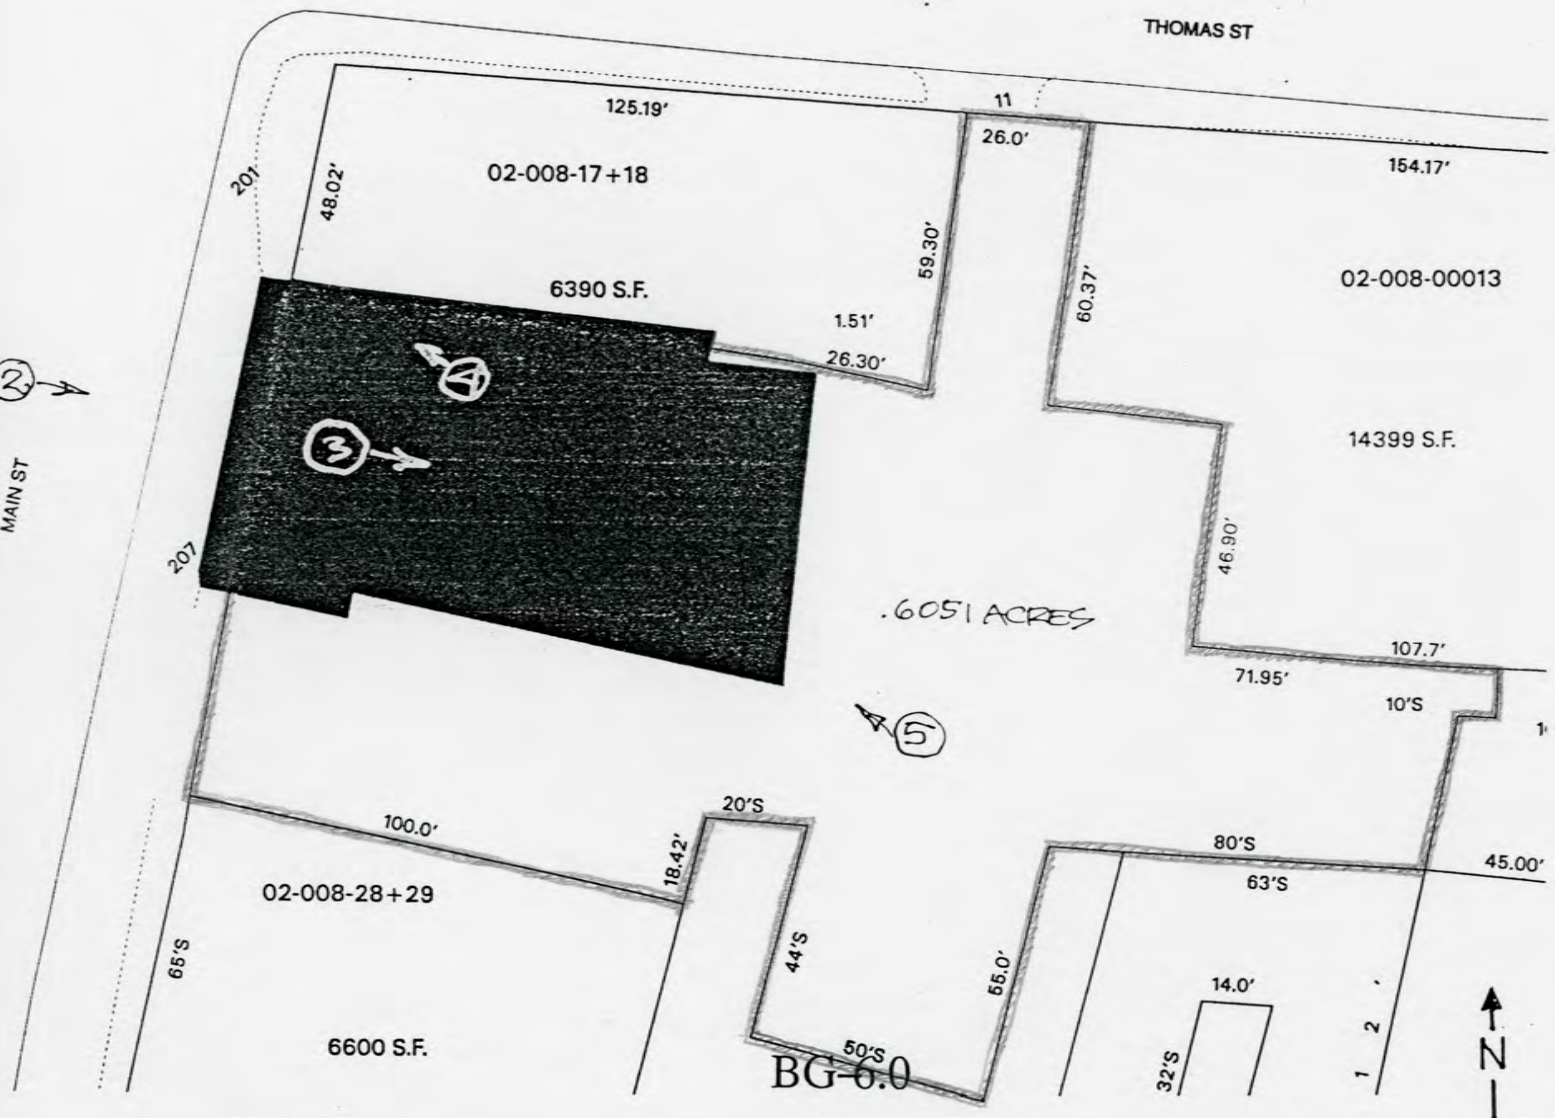 THOMAS ST
125.19'
11
26.0'
154.17'
02-008-17+18
201
48.02'
59.30'
60.37'
02-008-00013
6390 S.F.
1.51'
26.30'
4
2
3
14399 S.F.
MAIN ST
207
46.90'
.6051 ACRES
107.7'
71.95'
10'S
5
20'S
100.0'
18.42'
80'S
45.00'
63'S
02-008-28+29
65'S
44'S
55.0'
14.0'
6600 S.F.
50'S
BG-6.0
32'S
1 2 '
N